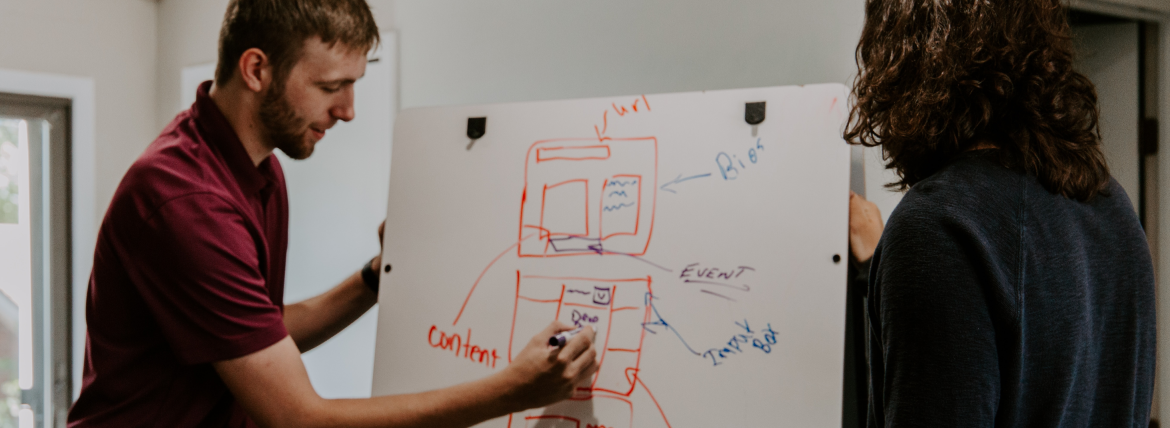 url
Bios
EVENT
content
Input
Box